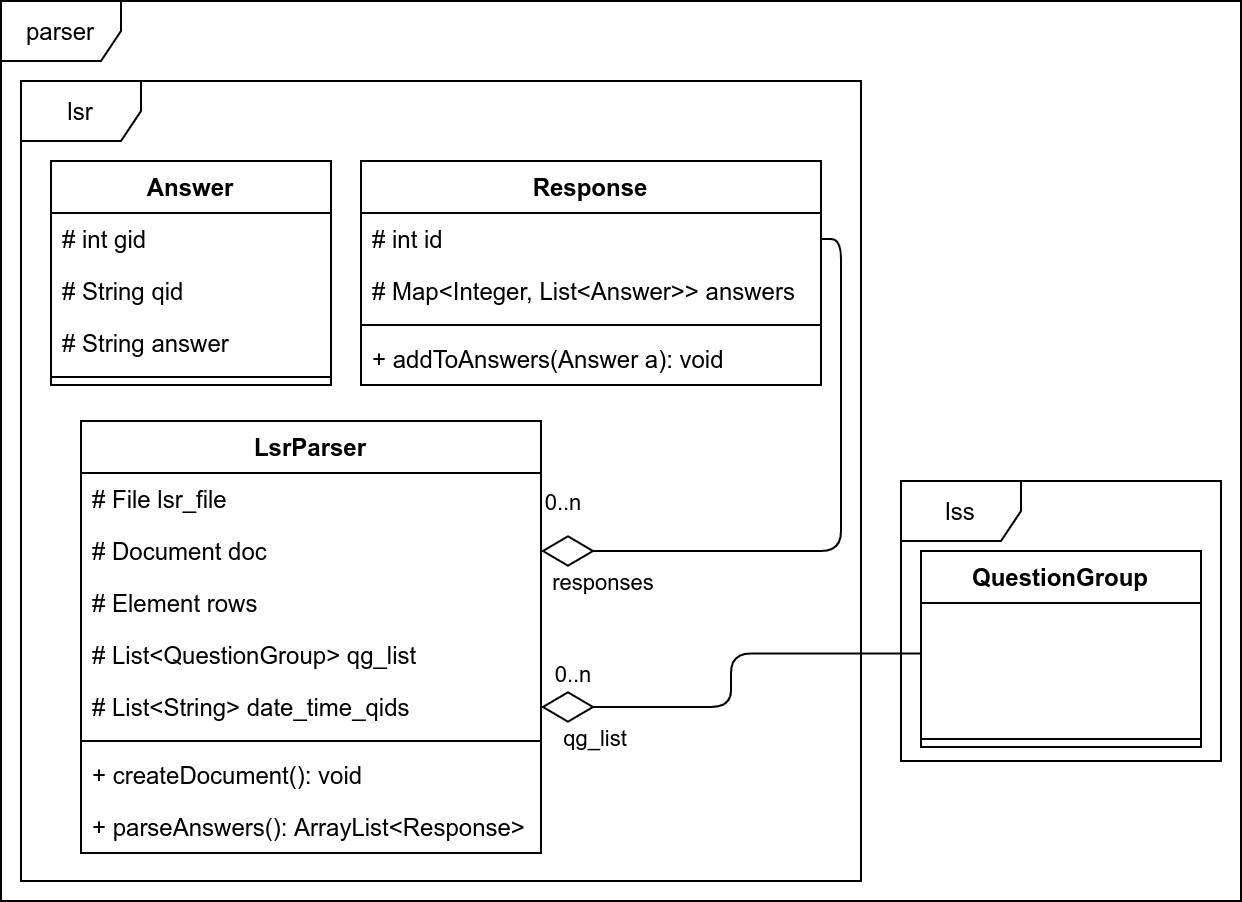 parser
lsr
Answer
# int gid
# String qid
# String answer
Response
# int id
# Map<Integer, List<Answer>> answers
+ addToAnswers(Answer a): void
LsrParser
# File lsr_file
# Document doc
# Element rows
# List<QuestionGroup> qg_list
# List<String> date_time_qids
+ createDocument(): void
+ parseAnswers(): ArrayList<Response>
0..n
responses
0..n
qg_list
lss
QuestionGroup